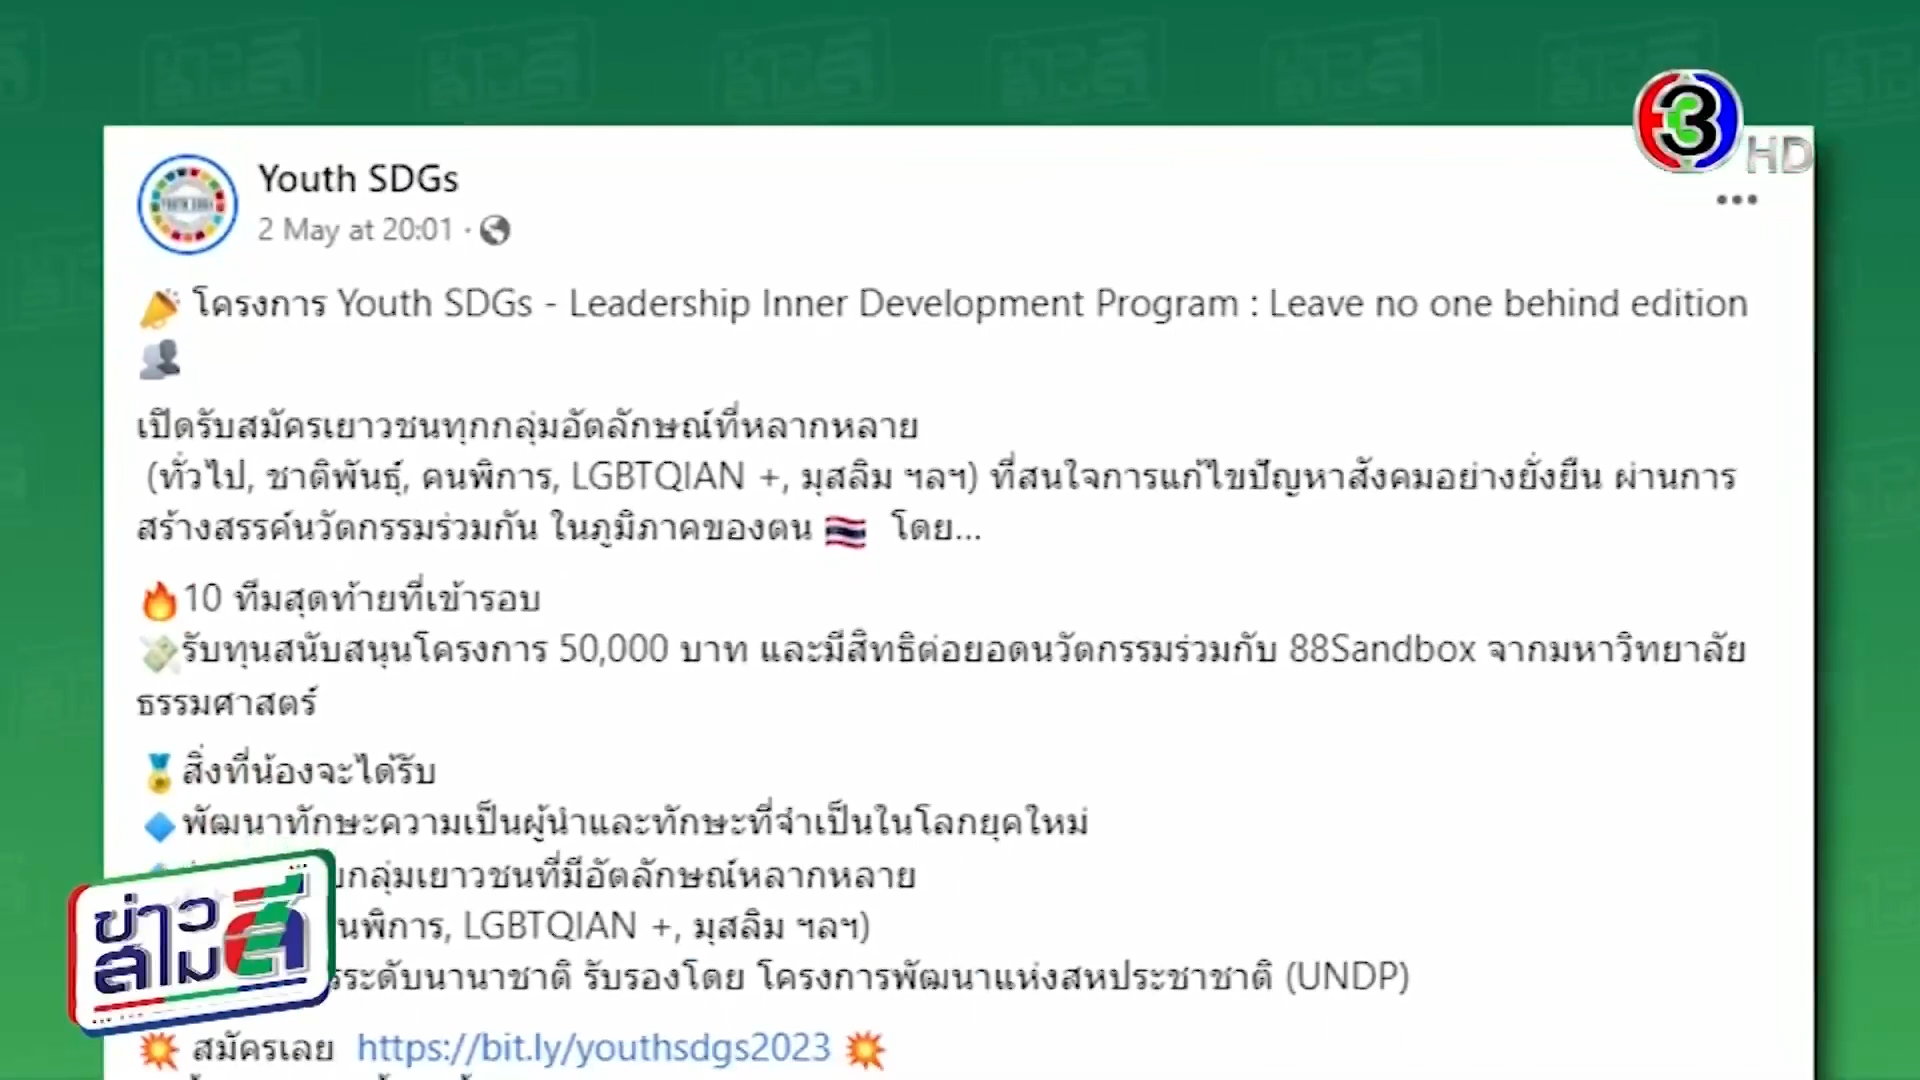 3 HD
Youth SDGs
2 May at 20:01 ·
โครงการ Youth SDGs - Leadership Inner Development Program : Leave no one behind edition
เปิดรับสมัครเยาวชนทุกกลุ่มอัตลักษณ์ที่หลากหลาย
(ทั่วไป, ชาติพันธุ์, คนพิการ, LGBTQIAN +, มุสลิม ฯลฯ) ที่สนใจการแก้ไขปัญหาสังคมอย่างยั่งยืน ผ่านการ
สร้างสรรค์นวัตกรรมร่วมกัน ในภูมิภาคของตน โดย...
10 ทีมสุดท้ายที่เข้ารอบ
รับทุนสนับสนุนโครงการ 50,000 บาท และมีสิทธิต่อยอดนวัตกรรมร่วมกับ 88Sandbox จากมหาวิทยาลัย
ธรรมศาสตร์
สิ่งที่น้องจะได้รับ
พัฒนาทักษะความเป็นผู้นำและทักษะที่จำเป็นในโลกยุคใหม่
กลุ่มเยาวชนที่มีอัตลักษณ์หลากหลาย
นพิการ, LGBTQIAN +, มุสลิม ฯลฯ)
ระดับนานาชาติ รับรองโดย โครงการพัฒนาแห่งสหประชาชาติ (UNDP)
ข่าว
สาม
สี
สมัครเลย https://bit.ly/youthsdgs2023